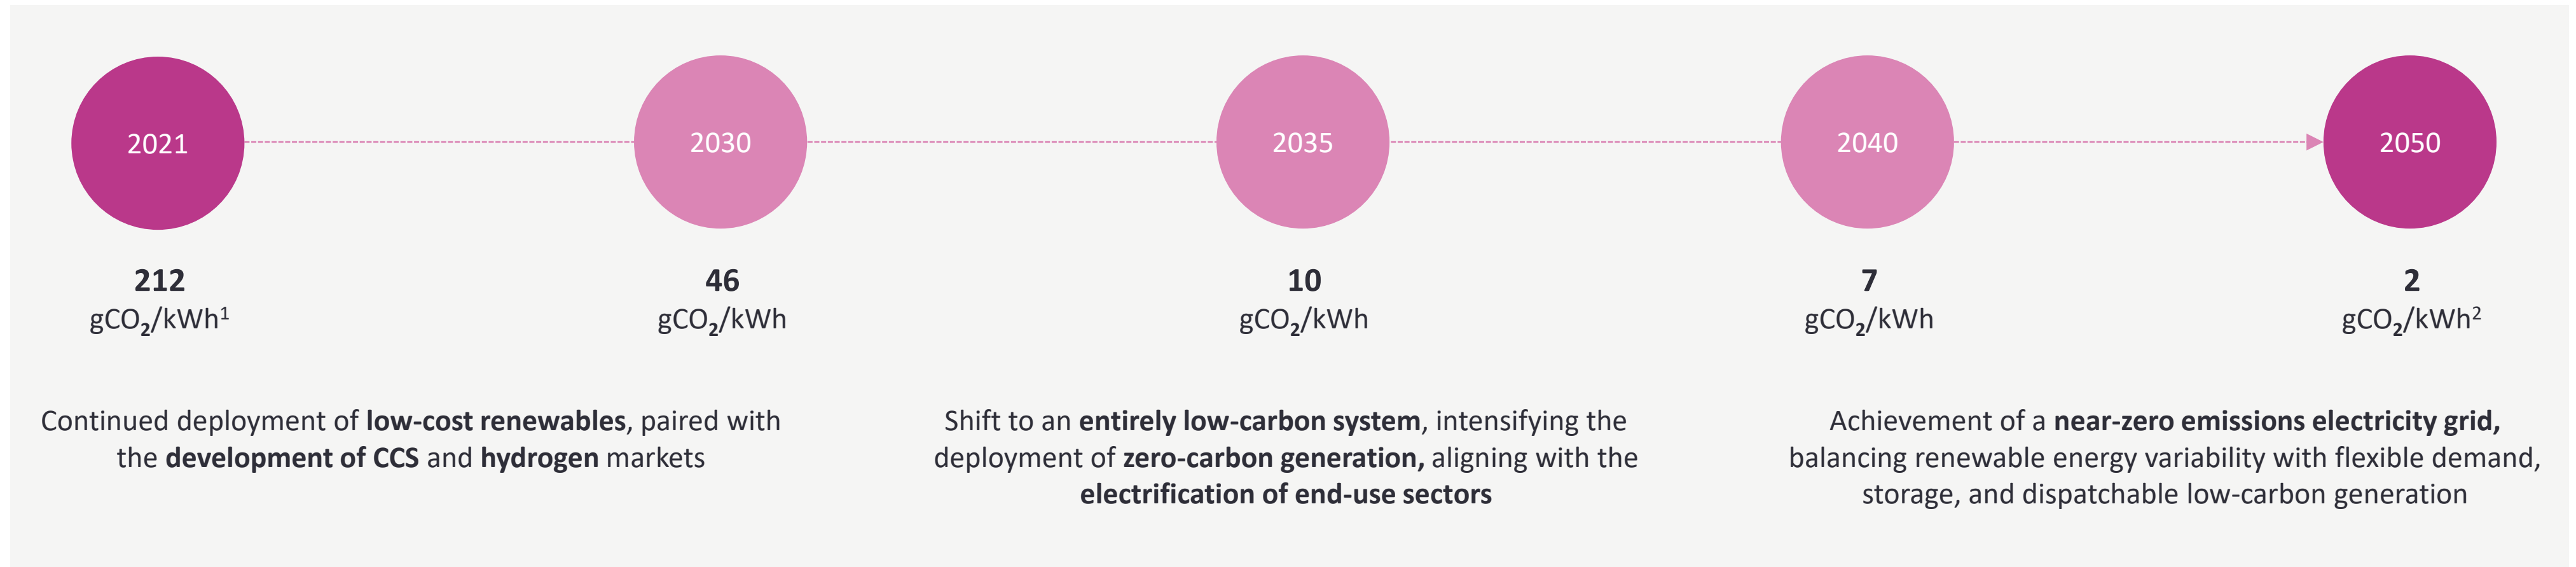 2021
2030
2035
2040
2050
212
gCO₂/kWh¹
46
gCO₂/kWh
10
gCO₂/kWh
7
gCO₂/kWh
2
gCO₂/kWh²
Continued deployment of low-cost renewables, paired with
the development of CCS and hydrogen markets
Shift to an entirely low-carbon system, intensifying the
deployment of zero-carbon generation, aligning with the
electrification of end-use sectors
Achievement of a near-zero emissions electricity grid,
balancing renewable energy variability with flexible demand,
storage, and dispatchable low-carbon generation